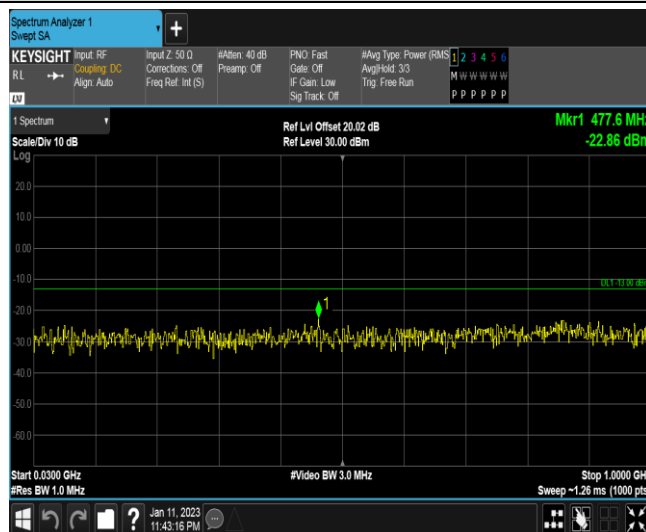 Spectrum Analyzer 1
Swept SA
+
KEYSIGHT
RL
LXI
Input: RF
Coupling: DC
Align: Auto
Input Z: 50 Ω
Corrections: Off
Freq Ref: Int (S)
#Atten: 40 dB
Preamp: Off
PNO: Fast
Gate: Off
IF Gain: Low
Sig Track: Off
#Avg Type: Power (RMS
Avg|Hold: 3/3
Trig: Free Run
1 2 3 4 5 6
M W W W W W
P P P P P P
1 Spectrum
Scale/Div 10 dB
Log
Ref Lvl Offset 20.02 dB
Ref Level 30.00 dBm
Mkr1 477.6 MHz
-22.86 dBm
20.0
10.0
0.00
-10.0
DL1 -13.00 dBm
1
-20.0
-30.0
-40.0
-50.0
-60.0
Start 0.0300 GHz
#Res BW 1.0 MHz
#Video BW 3.0 MHz
Stop 1.0000 GH
Sweep ~1.26 ms (1000 pts
?
Jan 11, 2023
11:43:16 PM